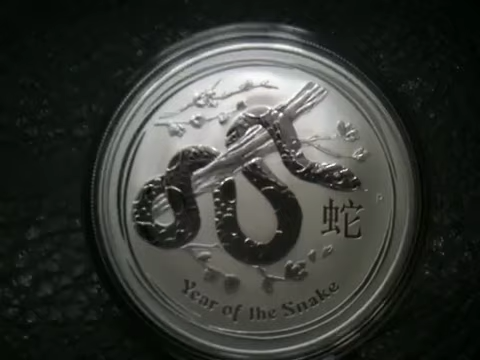 蛇
Year of the Snake